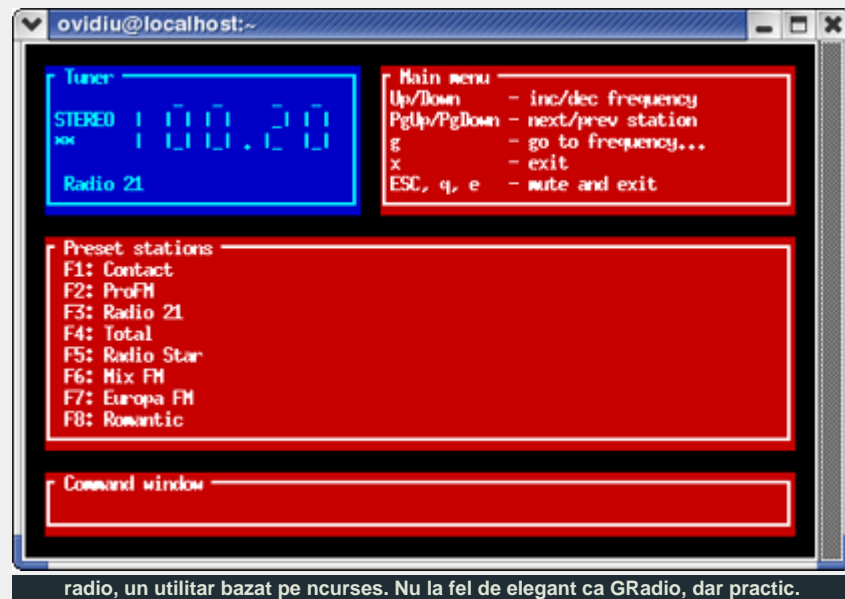 ovidiu@localhost:~
Tuner
STEREO
100.20
Radio 21
Main menu
Up/Down - inc/dec frequency
PgUp/PgDown - next/prev station
g - go to frequency...
x - exit
ESC, q, e - mute and exit
Preset stations
F1: Contact
F2: ProFM
F3: Radio 21
F4: Total
F5: Radio Star
F6: Mix FM
F7: Europa FM
F8: Romantic
Command window
radio, un utilitar bazat pe ncurses. Nu la fel de elegant ca GRadio, dar practic.